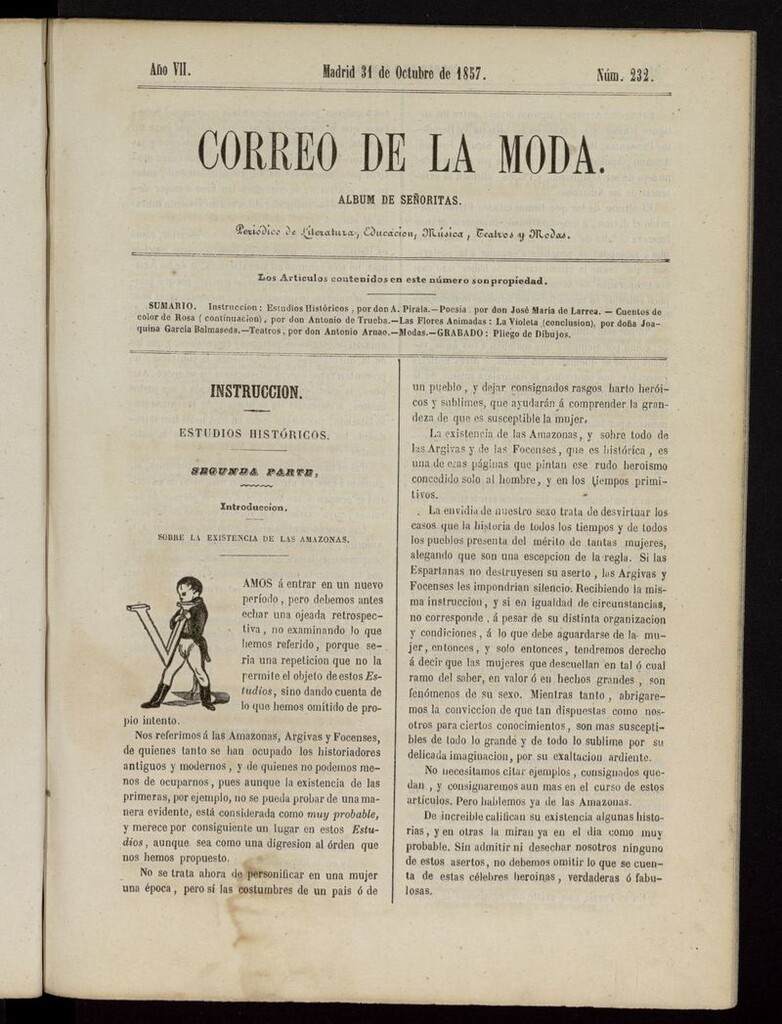 Año VII.
Madrid 31 de Octubre de 1857.
Núm. 232.
CORREO DE LA MODA.
ALBUM DE SEÑORITAS.
Periódico de Literatura, Educacion, Música, Teatros y Modas.
Los Articulos contenidos en este número son propiedad.
SUMARIO. Instruccion: Estudios Históricos, por don A. Pirala.—Poesía, por don José María de Larrea. — Cuentos de
color de Rosa (continuacion), por don Antonio de Trueba.—Las Flores Animadas: La Violeta (conclusion), por doña Joa-
quina García Balmaseda.—Teatros, por don Antonio Arnao.—Modas.—GRABADO: Pliego de Dibujos.
INSTRUCCION.
ESTUDIOS HISTÓRICOS.
SEGUNDA PARTE,
Introduccion.
SOBRE LA EXISTENCIA DE LAS AMAZONAS.
VAMOS á entrar en un nuevo
período, pero debemos antes
echar una ojeada retrospec-
tiva, no examinando lo que
hemos referido, porque se-
ria una repeticion que no la
permite el objeto de estos Es-
tudios, sino dando cuenta de
lo que hemos omitido de pro-
pio intento.
Nos referimos á las Amazonas, Argivas y Focenses,
de quienes tanto se han ocupado los historiadores
antiguos y modernos, y de quienes no podemos me-
nos de ocuparnos, pues aunque la existencia de las
primeras, por ejemplo, no se pueda probar de una ma-
nera evidente, está considerada como muy probable,
y merece por consiguiente un lugar en estos Estu-
dios, aunque sea como una digresion al órden que
nos hemos propuesto.
No se trata ahora de personificar en una mujer
una época, pero sí las costumbres de un pais ó de
un pueblo, y dejar consignados rasgos harto herói-
cos y sublimes, que ayudarán á comprender la gran-
deza de que es susceptible la mujer.
La existencia de las Amazonas, y sobre todo de
las Argivas y de las Focenses, que es histórica, es
una de esas páginas que pintan ese rudo heroismo
concedido solo al hombre, y en los tiempos primi-
tivos.
La envidia de nuestro sexo trata de desvirtuar los
casos que la historia de todos los tiempos y de todos
los pueblos presenta del mérito de tantas mujeres,
alegando que son una escepcion de la regla. Si las
Espartanas no destruyesen su aserto, las Argivas y
Focenses les impondrian silencio. Recibiendo la mis-
ma instruccion, y si en igualdad de circunstancias,
no corresponde, á pesar de su distinta organizacion
y condiciones, á lo que debe aguardarse de la mu-
jer, entonces, y solo entonces, tendremos derecho
á decir que las mujeres que descuellan en tal ó cual
ramo del saber, en valor ó en hechos grandes, son
fenómenos de su sexo. Mientras tanto, abrigare-
mos la conviccion de que tan dispuestas como nos-
otros para ciertos conocimientos, son mas suscepti-
bles de todo lo grande y de todo lo sublime por su
delicada imaginacion, por su exaltacion ardiente.
No necesitamos citar ejemplos, consignados que-
dan, y consignaremos aun mas en el curso de estos
artículos. Pero hablemos ya de las Amazonas.
De increible califican su existencia algunas histo-
rias, y en otras la miran ya en el dia como muy
probable. Sin admitir ni desechar nosotros ninguno
de estos asertos, no debemos omitir lo que se cuen-
ta de estas célebres heroinas, verdaderas ó fabu-
losas.